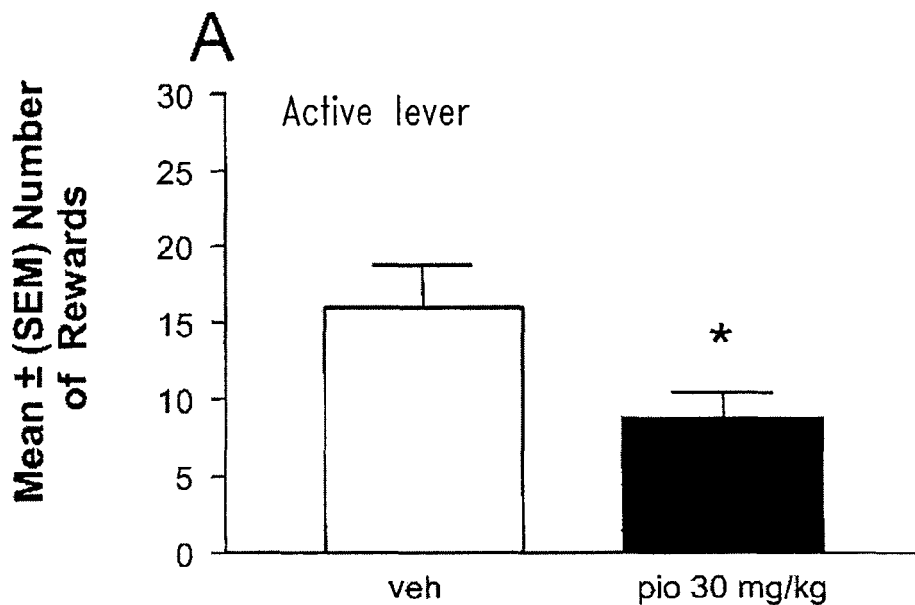 A
Mean ± (SEM) Number
of Rewards
Active lever
30
25
20
15
10
5
0
*
veh
pio 30 mg/kg